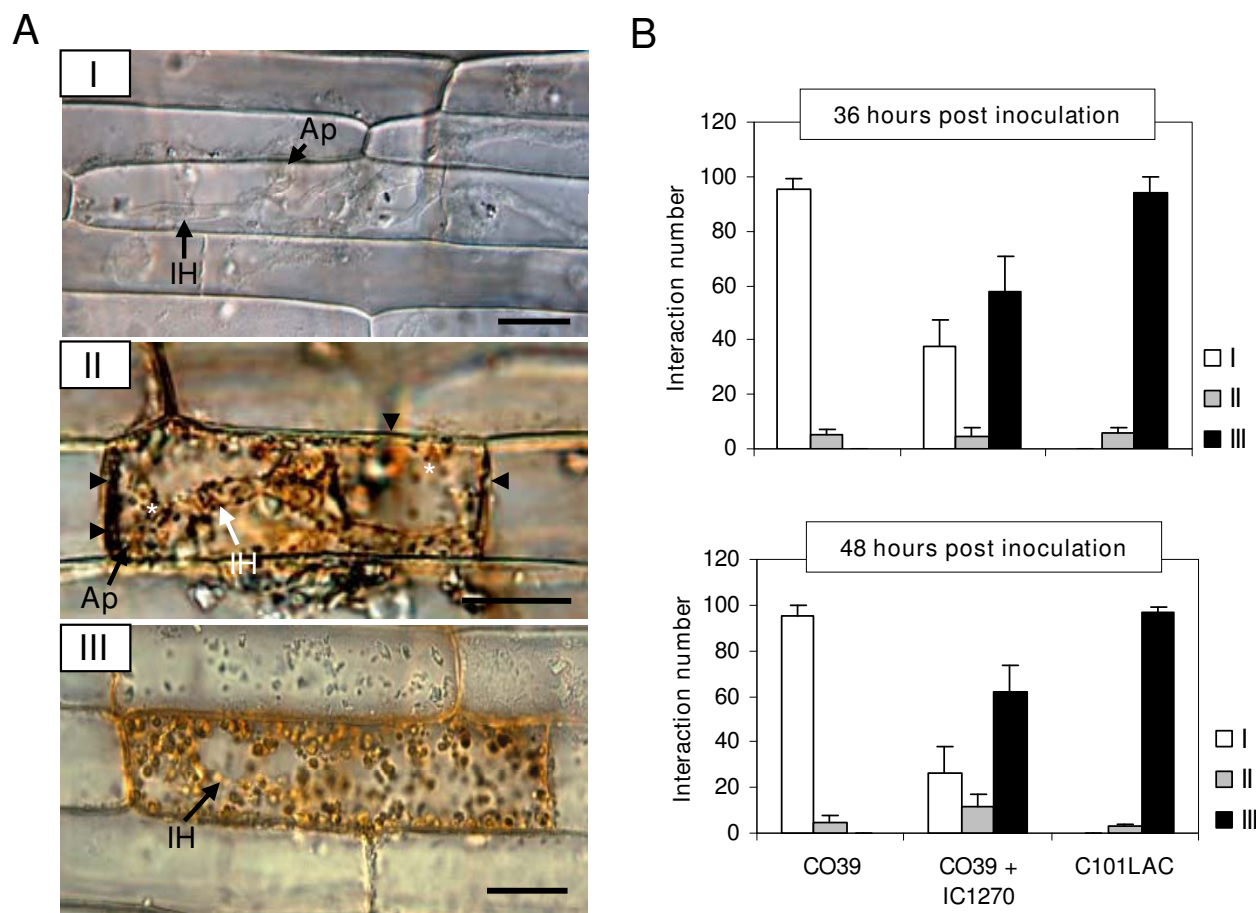 A
I
Ap
IH
II
*
*
IH
Ap
III
IH
B
36 hours post inoculation
120
100
80
60
40
20
0
Interaction number
I
II
III
48 hours post inoculation
120
100
80
60
40
20
0
Interaction number
I
II
III
CO39
CO39 +
IC1270
C101LAC